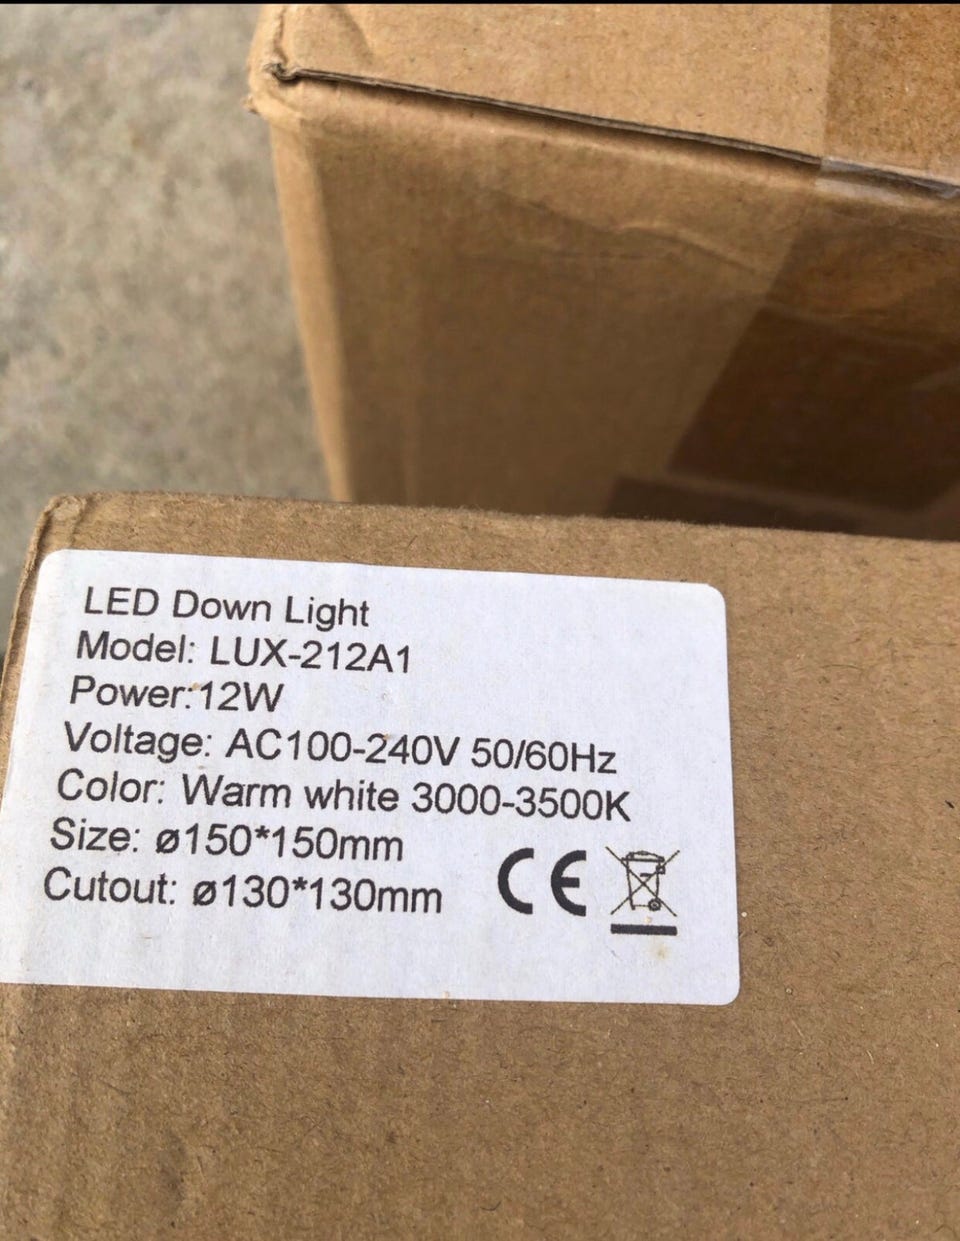 LED Down Light
Model: LUX-212A1
Power:12W
Voltage: AC100-240V 50/60Hz
Color: Warm white 3000-3500K
Size: ø150*150mm
Cutout: ø130*130mm
CE